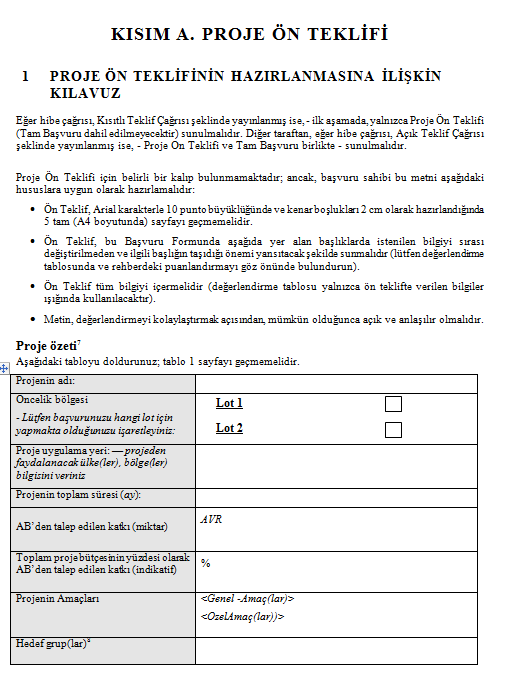 KISIM A. PROJE ÖN TEKLİFİ
1 PROJE ÖN TEKLİFİNİN HAZIRLANMASINA İLİŞKİN
KILAVUZ
Eğer hibe çağrısı, Kısıtlı Teklif Çağrısı şeklinde yayınlanmış ise, - ilk aşamada, yalnızca Proje Ön Teklifi
(Tam Başvuru dahil edilmeyecektir) sunulmalıdır. Diğer taraftan, eğer hibe çağrısı, Açık Teklif Çağrısı
şeklinde yayınlanmış ise, - Proje Ön Teklifi ve Tam Başvuru birlikte - sunulmalıdır.
Proje Ön Teklifi için belirli bir kalıp bulunmamaktadır; ancak, başvuru sahibi bu metni aşağıdaki
hususlara uygun olarak hazırlamalıdır:
• Ön Teklif, Arial karakterle 10 punto büyüklüğünde ve kenar boşlukları 2 cm olarak hazırlandığında
5 tam (A4 boyutunda) sayfayı geçmemelidir.
• Ön Teklif, bu Başvuru Formunda aşağıda yer alan başlıklarda istenilen bilgiyi sırası
değiştirilmeden ve ilgili başlığın taşıdığı önemi yansıtacak şekilde sunmalıdır (lütfen değerlendirme
tablosunda ve rehberdeki puanlandırmayı göz önünde bulundurun).
• Ön Teklif tüm bilgiyi içermelidir (değerlendirme tablosu yalnızca ön teklifte verilen bilgiler
ışığında kullanılacaktır).
• Metin, değerlendirmeyi kolaylaştırmak açısından, mümkün olduğunca açık ve anlaşılır olmalıdır.
Proje özeti7
Aşağıdaki tabloyu doldurunuz; tablo 1 sayfayı geçmemelidir.
Projenin adı:
Öncelik bölgesi
- Lütfen başvurunuzu hangi lot için
yapmakta olduğunuzu işaretleyiniz:
Lot 1
Lot 2
Proje uygulama yeri: — projeden
faydalanacak ülke(ler), bölge(ler)
bilgisini veriniz
Projenin toplam süresi (ay):
AB’den talep edilen katkı (miktar)
AVR
Toplam proje bütçesinin yüzdesi olarak
AB’den talep edilen katkı (indikatif)
%
Projenin Amaçları
<Genel -Amaç(lar)>
<ÖzelAmaç(lar))>
Hedef grup(lar)8